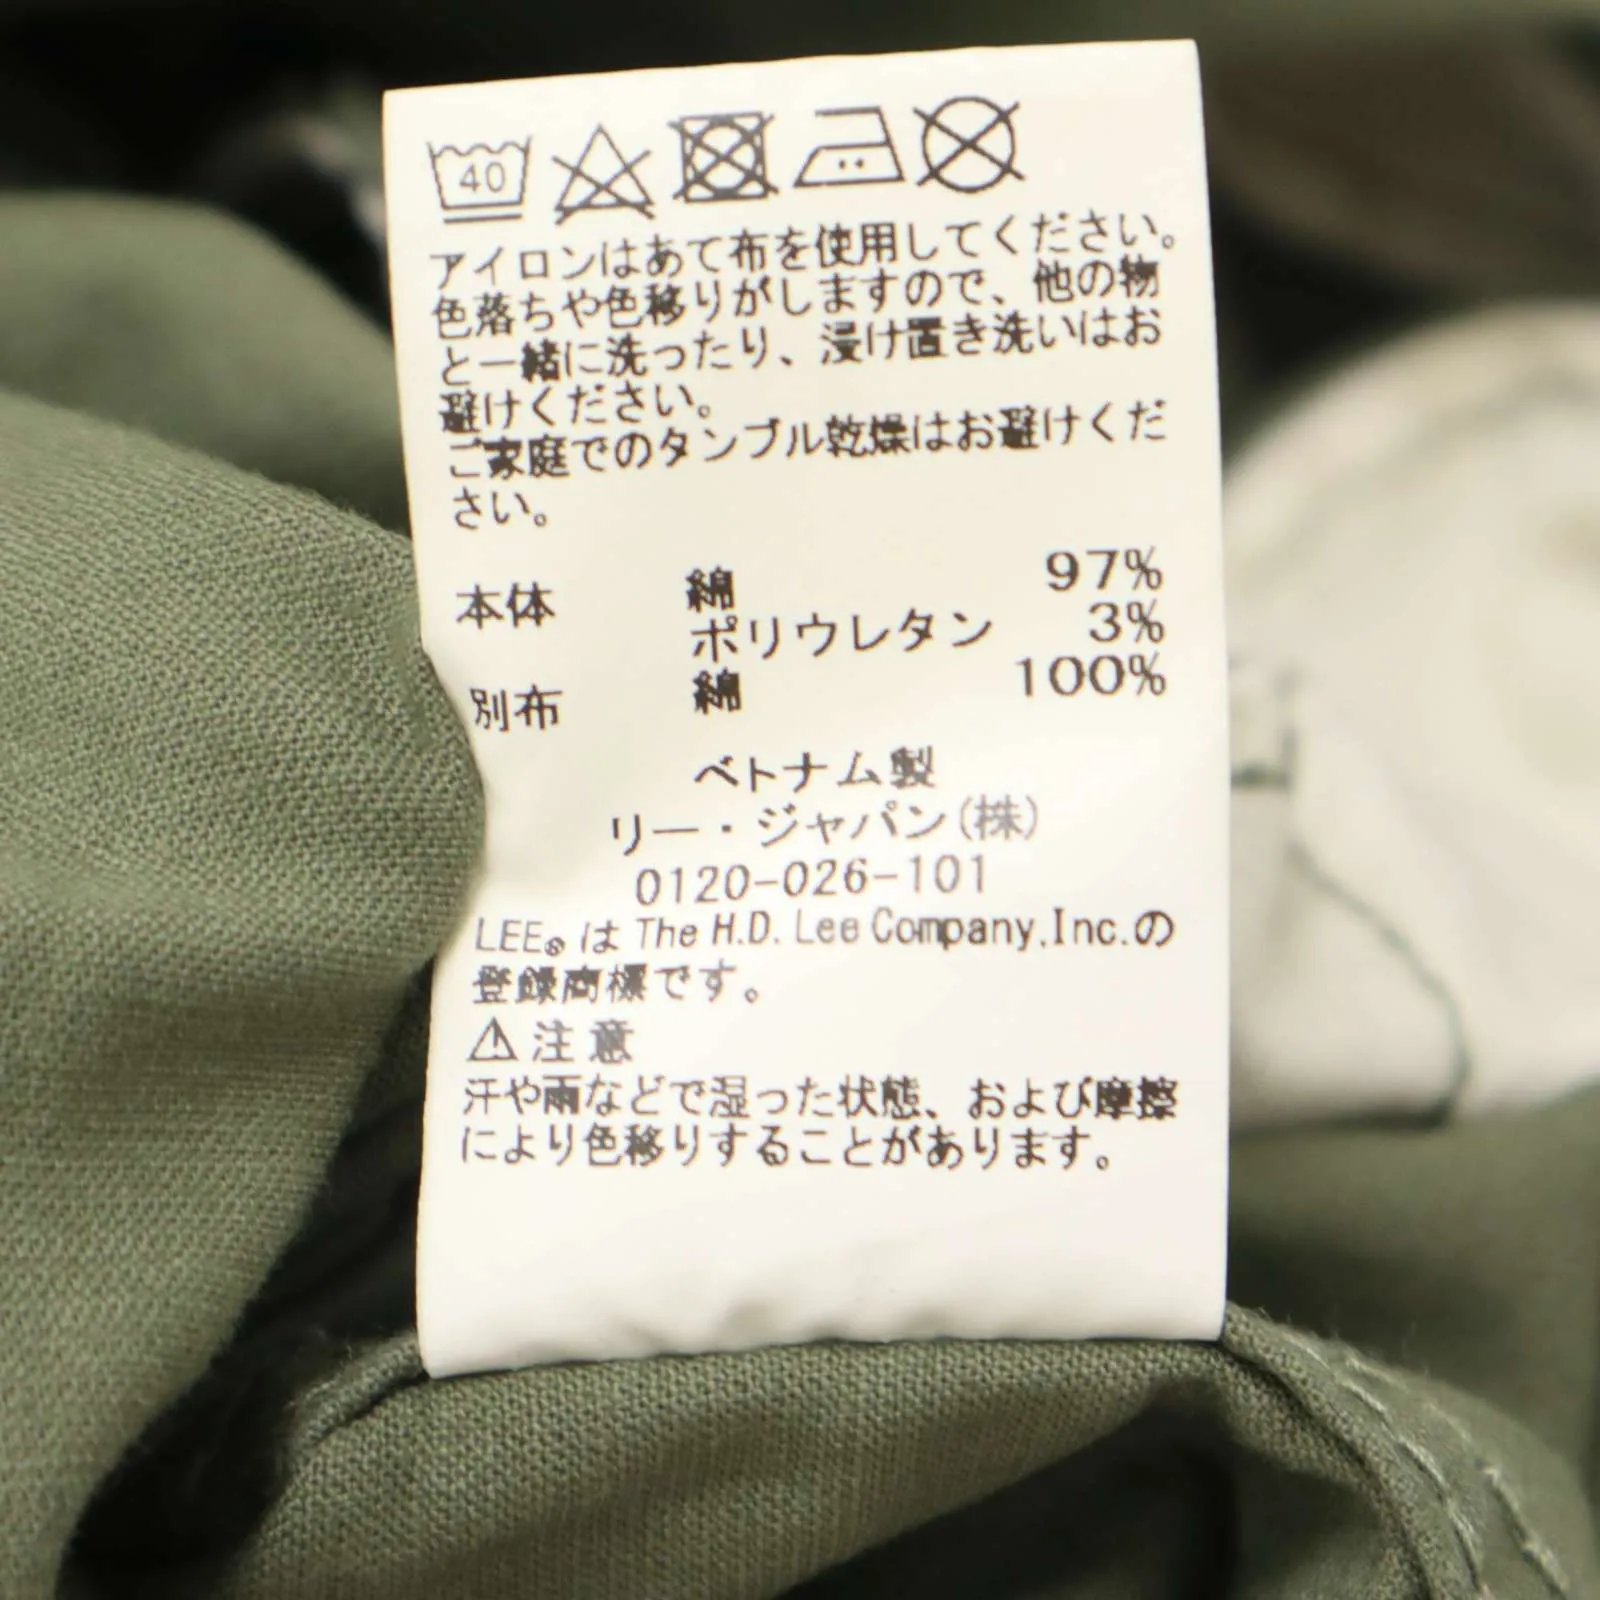 40
アイロンはあて布を使用してください。
色落ちや色移りがしますので、他の物
と一緒に洗ったり、浸け置き洗いはお
避けください。
ご家庭でのタンブル乾燥はお避けくだ
さい。
本体 綿 97%
ポリウレタン 3%
別布 綿 100%
ベトナム製
リー・ジャパン(株)
0120-026-101
LEE® は The H.D. Lee Company,Inc.の
登録商標です。
⚠注意
汗や雨などで湿った状態、および摩擦
により色移りすることがあります。